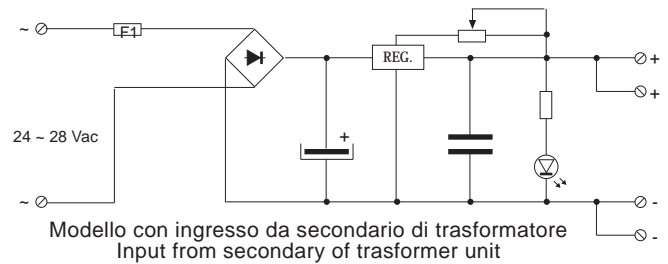 ~
F1
REG.
+
+
+
24 ~ 28 Vac
~
-
-
Modello con ingresso da secondario di trasformatore
Input from secondary of trasformer unit